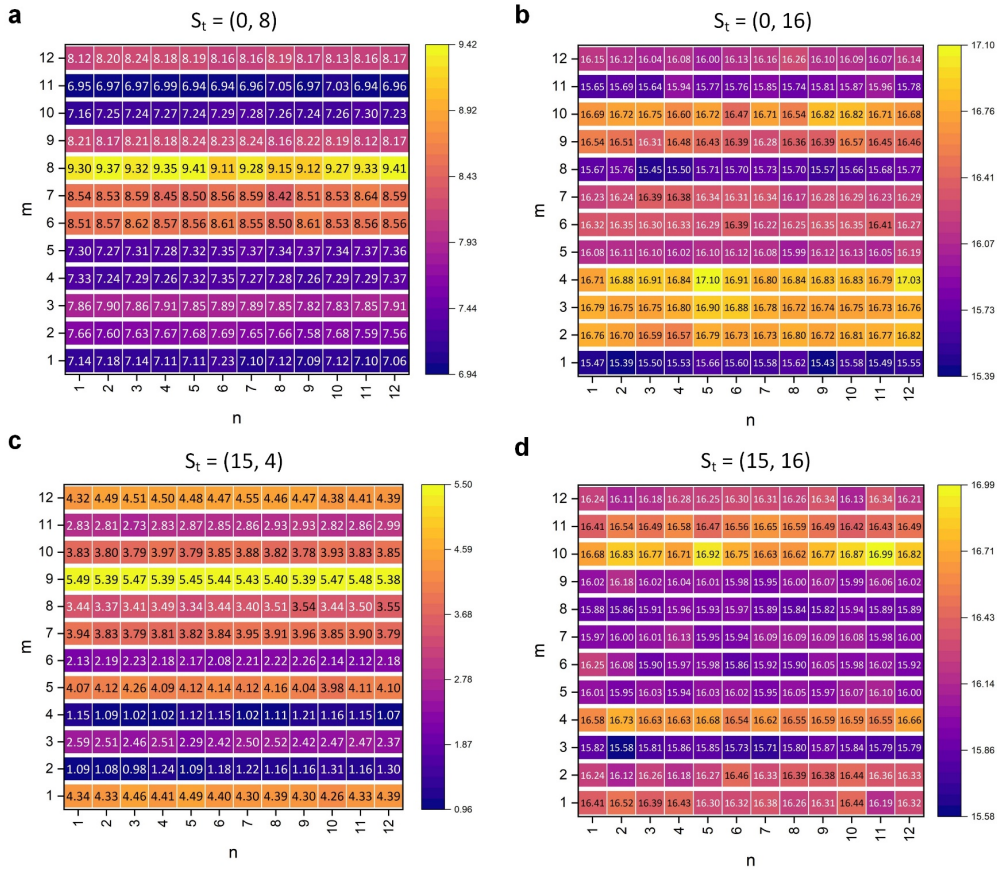 a
S_t = (0, 8)
12 8.12 8.20 8.24 8.18 8.19 8.16 8.16 8.19 8.17 8.13 8.16 8.17
11 6.95 6.97 6.97 6.99 6.94 6.94 6.96 7.05 6.97 7.03 6.94 6.96
10 7.16 7.25 7.24 7.27 7.24 7.29 7.28 7.26 7.24 7.26 7.30 7.23
9 8.21 8.17 8.21 8.18 8.24 8.23 8.24 8.16 8.22 8.19 8.23 8.17
8 9.30 9.37 9.32 9.35 9.41 9.11 9.28 9.15 9.12 9.27 9.33 9.41
7 8.54 8.53 8.59 8.45 8.50 8.56 8.59 8.42 8.51 8.53 8.64 8.59
6 8.51 8.57 8.62 8.57 8.56 8.61 8.55 8.50 8.61 8.53 8.56 8.56
5 7.30 7.27 7.31 7.28 7.32 7.35 7.37 7.34 7.37 7.34 7.37 7.36
4 7.33 7.24 7.29 7.26 7.32 7.35 7.24 7.28 7.26 7.29 7.29 7.37
3 7.86 7.90 7.86 7.91 7.85 7.89 7.89 7.85 7.82 7.83 7.85 7.91
2 7.66 7.60 7.63 7.67 7.68 7.69 7.65 7.66 7.58 7.68 7.59 7.56
1 7.14 7.18 7.14 7.11 7.11 7.23 7.10 7.12 7.09 7.12 7.10 7.06
1 2 3 4 5 6 7 8 9 10 11 12
m
n
9.42
8.92
8.43
7.93
7.44
6.94
b
S_t = (0, 16)
12 16.15 16.12 16.04 16.08 16.00 16.13 16.16 16.26 16.10 16.09 16.07 16.14
11 15.65 15.69 15.64 15.94 15.77 15.76 15.85 15.71 15.87 15.81 15.96 15.78
10 16.69 16.72 16.75 16.60 16.72 16.47 16.71 16.54 16.82 16.82 16.71 16.68
9 16.54 16.51 16.31 16.48 16.43 16.39 16.28 16.36 16.39 16.57 16.45 16.46
8 15.67 15.76 15.45 15.50 15.71 15.70 15.70 15.70 15.57 15.66 15.68 15.77
7 16.23 16.24 16.39 16.38 16.34 16.31 16.34 16.17 16.28 16.29 16.23 16.29
6 16.32 16.35 16.30 16.33 16.29 16.39 16.22 16.25 16.35 16.35 16.41 16.27
5 16.08 16.11 16.10 16.02 16.10 16.12 16.08 15.99 16.12 16.13 16.05 16.19
4 16.71 16.88 16.91 16.84 17.10 16.91 16.80 16.84 16.83 16.83 16.79 17.03
3 16.79 16.75 16.75 16.80 16.90 16.88 16.75 16.82 16.74 16.75 16.73 16.76
2 16.76 16.70 16.59 16.57 16.79 16.73 16.73 16.80 16.72 16.81 16.77 16.82
1 15.47 15.39 15.50 15.53 15.66 15.60 15.58 15.62 15.43 15.58 15.49 15.55
1 2 3 4 5 6 7 8 9 10 11 12
m
n
17.10
16.76
16.41
16.07
15.73
15.39
c
S_t = (15, 4)
12 4.32 4.49 4.51 4.50 4.48 4.47 4.55 4.46 4.47 4.38 4.41 4.39
11 2.83 2.81 2.73 2.83 2.87 2.85 2.86 2.93 2.93 2.82 2.86 2.99
10 3.83 3.80 3.79 3.97 3.79 3.85 3.88 3.82 3.78 3.93 3.83 3.85
9 5.49 5.39 5.47 5.39 5.45 5.44 5.43 5.40 5.39 5.47 5.48 5.38
8 3.44 3.37 3.41 3.49 3.34 3.44 3.40 3.51 3.54 3.44 3.50 3.55
7 3.94 3.83 3.79 3.81 3.82 3.84 3.95 3.91 3.96 3.85 3.90 3.79
6 2.13 2.19 2.23 2.18 2.17 2.08 2.21 2.22 2.26 2.14 2.12 2.18
5 4.07 4.12 4.26 4.09 4.12 4.14 4.12 4.16 4.04 3.98 4.11 4.10
4 1.15 1.09 1.02 1.02 1.12 1.15 1.02 1.11 1.21 1.16 1.15 1.07
3 2.59 2.51 2.46 2.51 2.29 2.42 2.50 2.52 2.42 2.47 2.47 2.37
2 1.09 1.08 0.98 1.24 1.09 1.18 1.22 1.16 1.16 1.31 1.16 1.30
1 4.34 4.33 4.46 4.41 4.49 4.40 4.30 4.30 4.30 4.26 4.33 4.39
1 2 3 4 5 6 7 8 9 10 11 12
m
n
5.50
4.59
3.68
2.78
1.87
0.96
d
S_t = (15, 16)
12 16.24 16.11 16.18 16.28 16.25 16.30 16.31 16.26 16.34 16.13 16.34 16.21
11 16.41 16.54 16.49 16.58 16.47 16.56 16.65 16.59 16.49 16.42 16.43 16.49
10 16.68 16.83 16.77 16.71 16.92 16.75 16.63 16.62 16.77 16.87 16.99 16.82
9 16.02 16.18 16.02 16.04 16.01 15.98 15.95 16.00 16.07 15.99 16.06 16.02
8 15.88 15.86 15.91 15.96 15.93 15.97 15.89 15.84 15.82 15.94 15.89 15.89
7 15.97 16.00 16.01 16.13 15.95 15.94 16.09 16.09 16.09 16.08 15.98 16.00
6 16.25 16.08 15.90 15.97 15.98 15.86 15.92 15.90 16.05 15.98 16.02 15.92
5 16.01 15.95 16.03 15.94 16.03 16.02 15.95 16.05 15.97 16.07 16.10 16.00
4 16.58 16.73 16.63 16.63 16.68 16.54 16.62 16.55 16.59 16.59 16.55 16.66
3 15.82 15.58 15.81 15.86 15.85 15.73 15.71 15.80 15.87 15.84 15.79 15.79
2 16.24 16.12 16.26 16.18 16.27 16.46 16.33 16.39 16.38 16.44 16.36 16.33
1 16.41 16.52 16.39 16.43 16.30 16.32 16.38 16.26 16.31 16.44 16.19 16.32
1 2 3 4 5 6 7 8 9 10 11 12
m
n
16.99
16.71
16.43
16.14
15.86
15.58